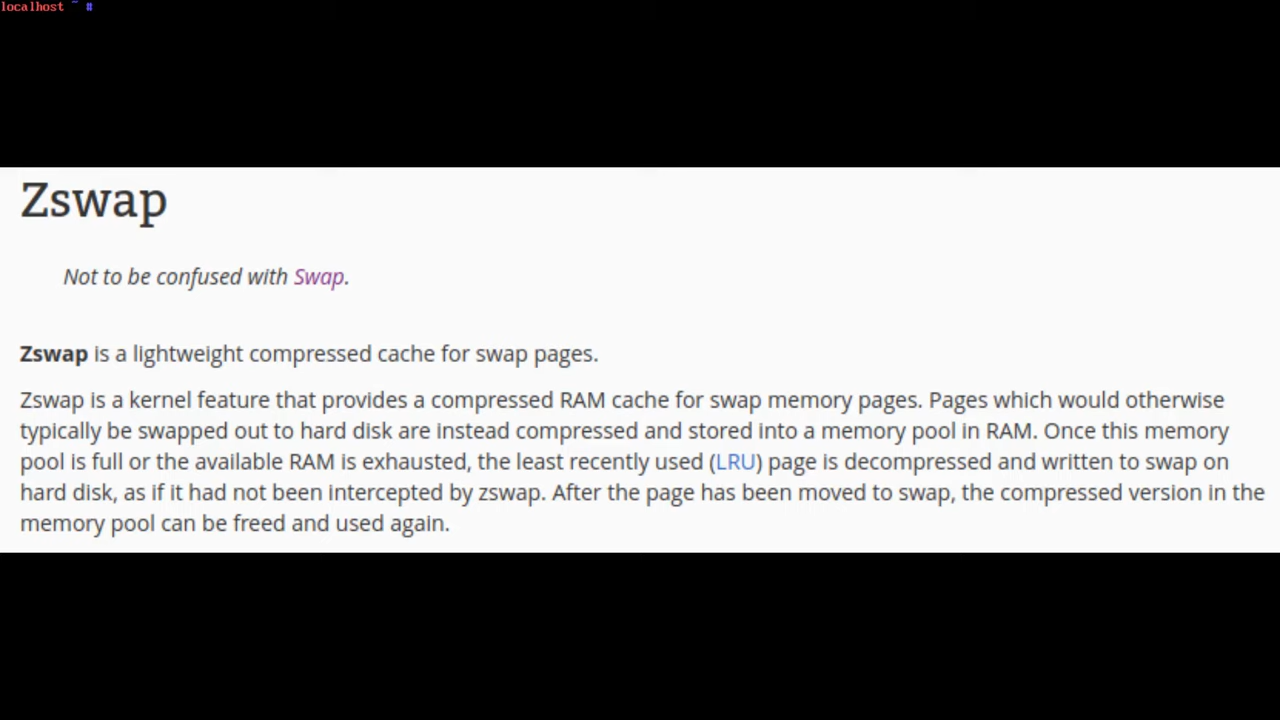 localhost ~ #
Zswap
Not to be confused with Swap.
Zswap is a lightweight compressed cache for swap pages.
Zswap is a kernel feature that provides a compressed RAM cache for swap memory pages. Pages which would otherwise
typically be swapped out to hard disk are instead compressed and stored into a memory pool in RAM. Once this memory
pool is full or the available RAM is exhausted, the least recently used (LRU) page is decompressed and written to swap on
hard disk, as if it had not been intercepted by zswap. After the page has been moved to swap, the compressed version in the
memory pool can be freed and used again.